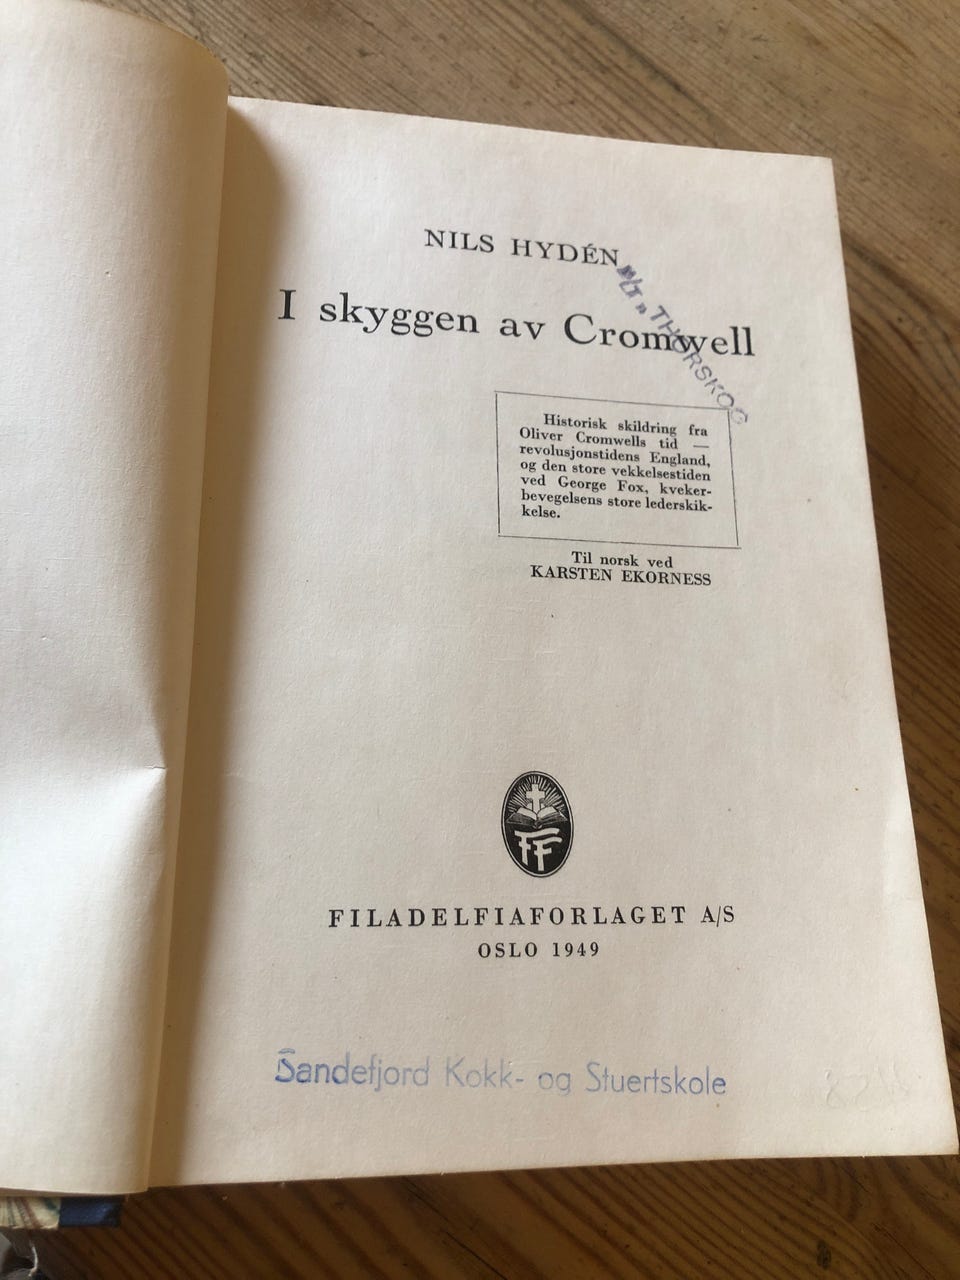 NILS HYDÉN
I skyggen av Cromwell
M/T » THORSKOG
Historisk skildring fra
Oliver Cromwells tid —
revolusjonstidens England,
og den store vekkelsestiden
ved George Fox, kveker-
bevegelsens store lederskik-
kelse.
Til norsk ved
KARSTEN EKORNESS
FF
FILADELFIAFORLAGET A/S
OSLO 1949
Sandefjord Kokk- og Stuertskole